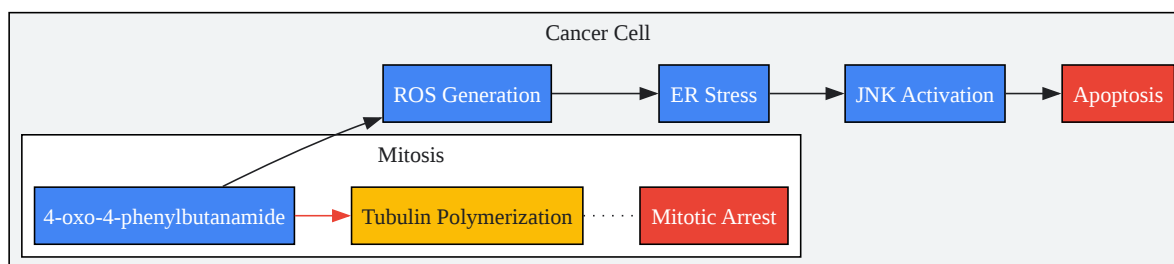 Cancer Cell
ROS Generation
ER Stress
JNK Activation
Apoptosis
Mitosis
4-oxo-4-phenylbutanamide
Tubulin Polymerization
Mitotic Arrest